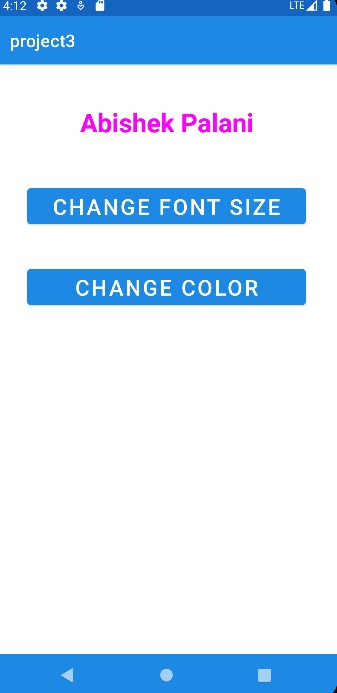 4:12 LTE
project3
Abishek Palani
CHANGE FONT SIZE
CHANGE COLOR